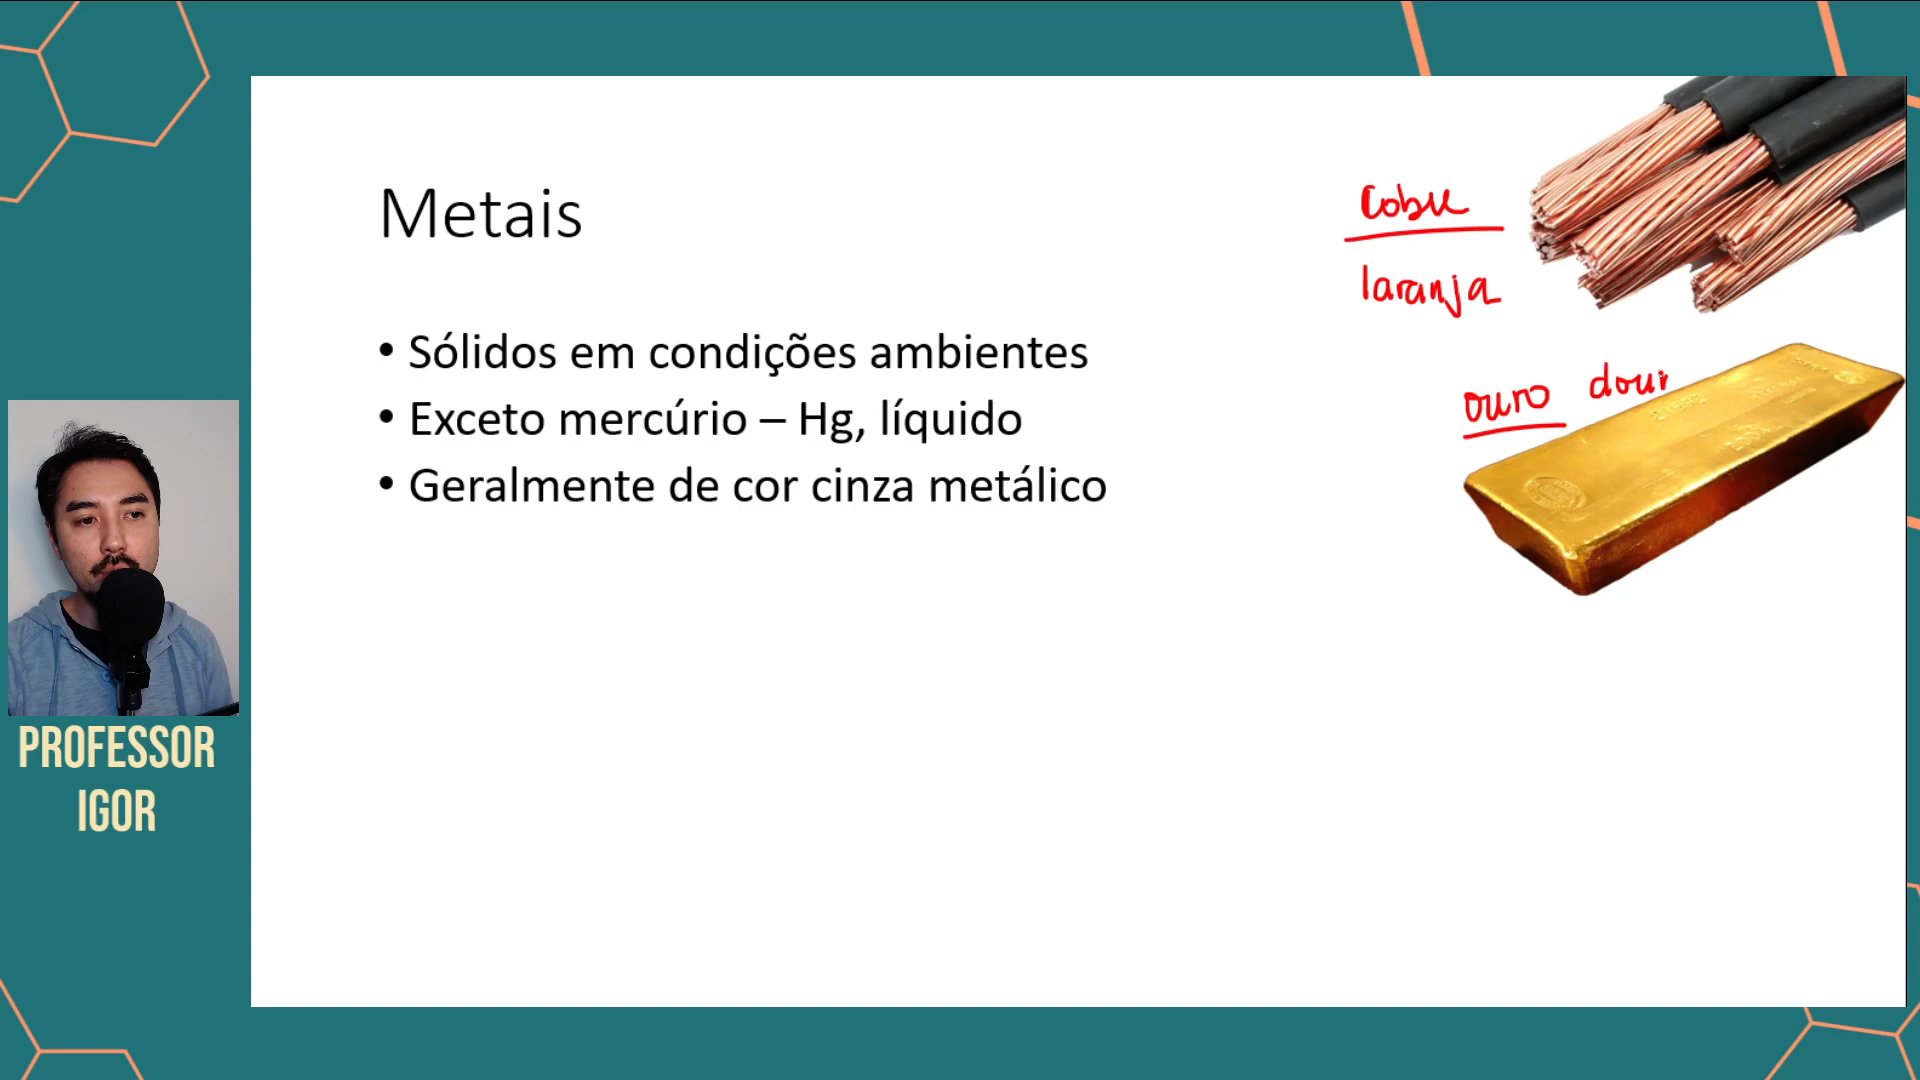 Metais
• Sólidos em condições ambientes
• Exceto mercúrio – Hg, líquido
• Geralmente de cor cinza metálico
Cobre
laranja
ouro dour
PROFESSOR
IGOR